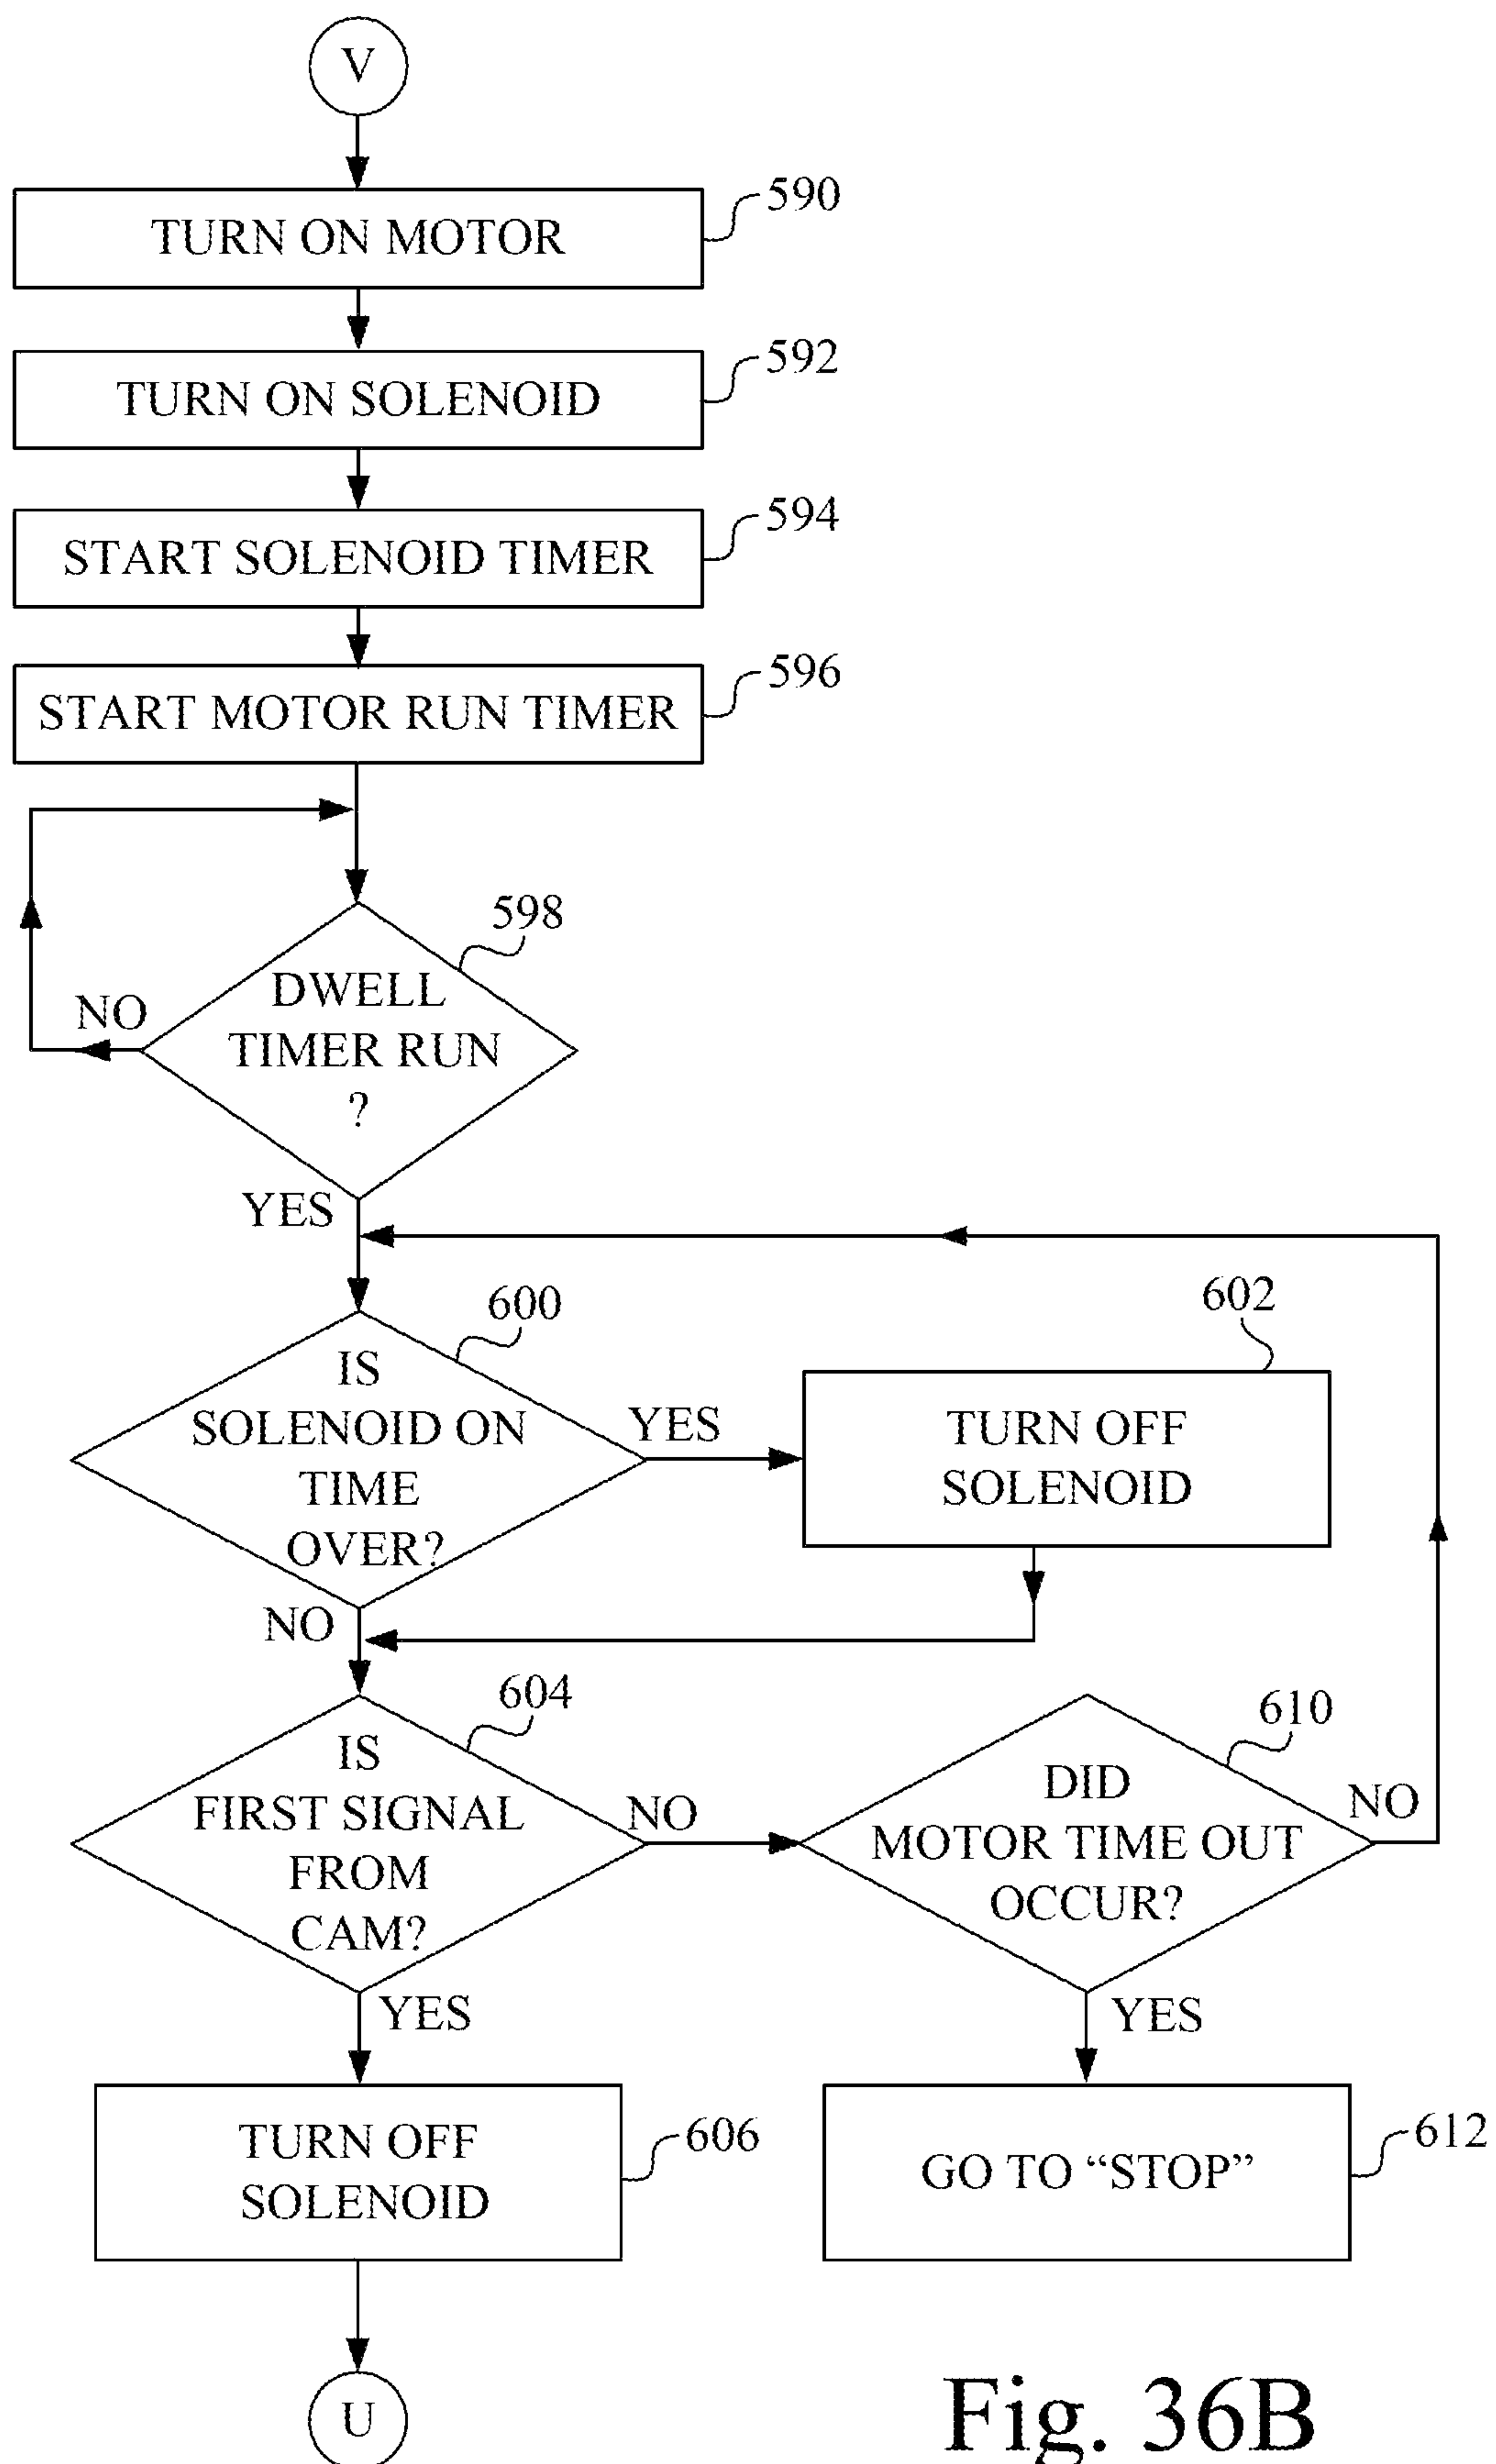 V
TURN ON MOTOR
590
TURN ON SOLENOID
592
START SOLENOID TIMER
594
START MOTOR RUN TIMER
596
598
DWELL
TIMER RUN
?
NO
YES
600
IS
SOLENOID ON
TIME
OVER?
YES
602
TURN OFF
SOLENOID
NO
604
IS
FIRST SIGNAL
FROM
CAM?
NO
610
DID
MOTOR TIME OUT
OCCUR?
NO
YES
YES
TURN OFF
SOLENOID
606
GO TO “STOP”
612
U
Fig. 36B